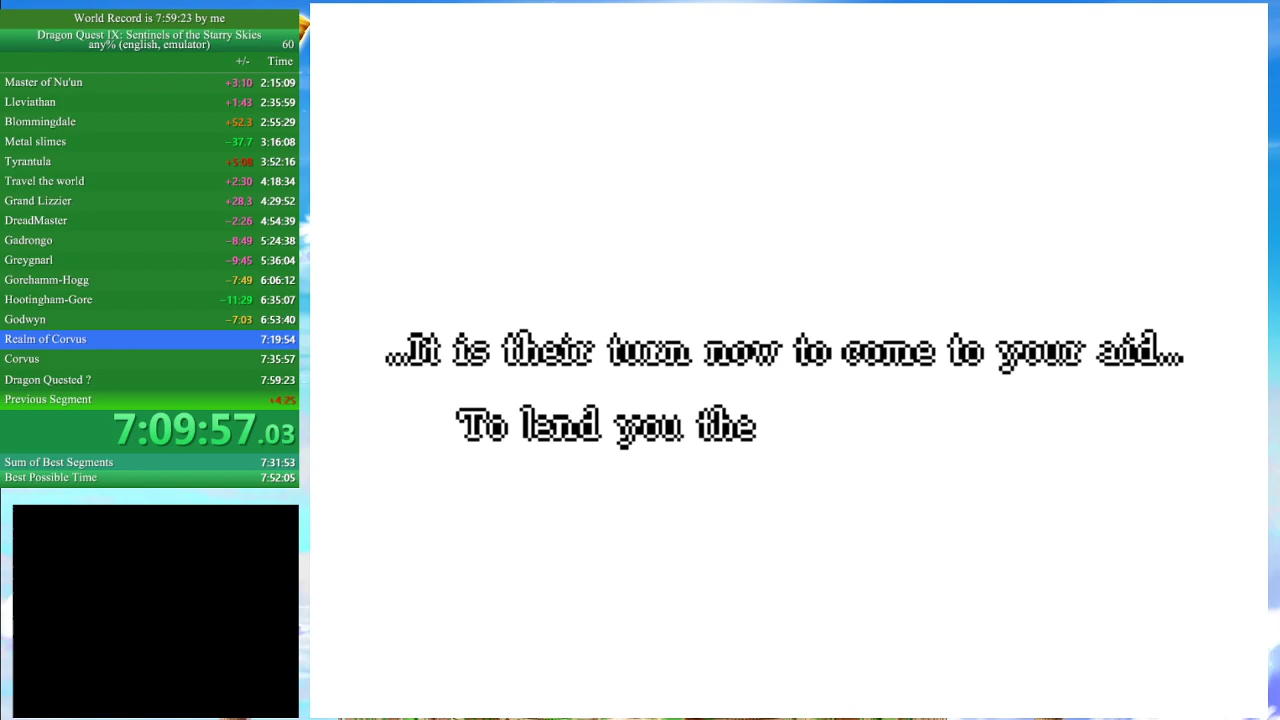 World Record is 7:59:23 by me
Dragon Quest IX: Sentinels of the Starry Skies
any% (english, emulator) 60
+/- Time
Master of Nu'un +3:10 2:15:09
Lleviathan +1:43 2:35:59
Blommingdale +52.3 2:55:29
Metal slimes −37.7 3:16:08
Tyrantula +5:08 3:52:16
Travel the world +2:30 4:18:34
Grand Lizzier +28.3 4:29:52
DreadMaster −2:26 4:54:39
Gadrongo −8:49 5:24:38
Greygnarl −9:45 5:36:04
Gorehamm-Hogg −7:49 6:06:12
Hootingham-Gore −11:29 6:35:07
Godwyn −7:03 6:53:40
Realm of Corvus 7:19:54
Corvus 7:35:57
Dragon Quested ? 7:59:23
Previous Segment +4:25
7:09:57.03
Sum of Best Segments 7:31:53
Best Possible Time 7:52:05
...It is their turn now to come to your aid...
To lend you the